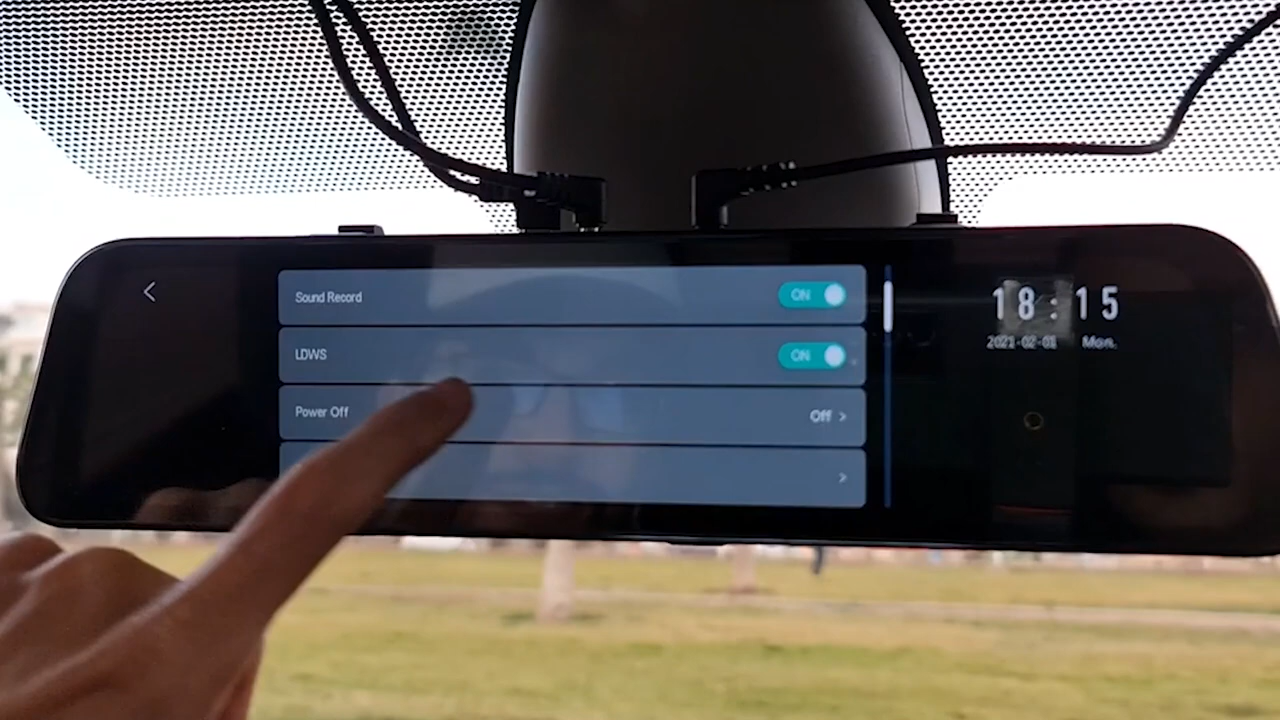 Sound Record ON
LDWS ON
Power Off Off >
>
18:15
2021-02-01 Mon.